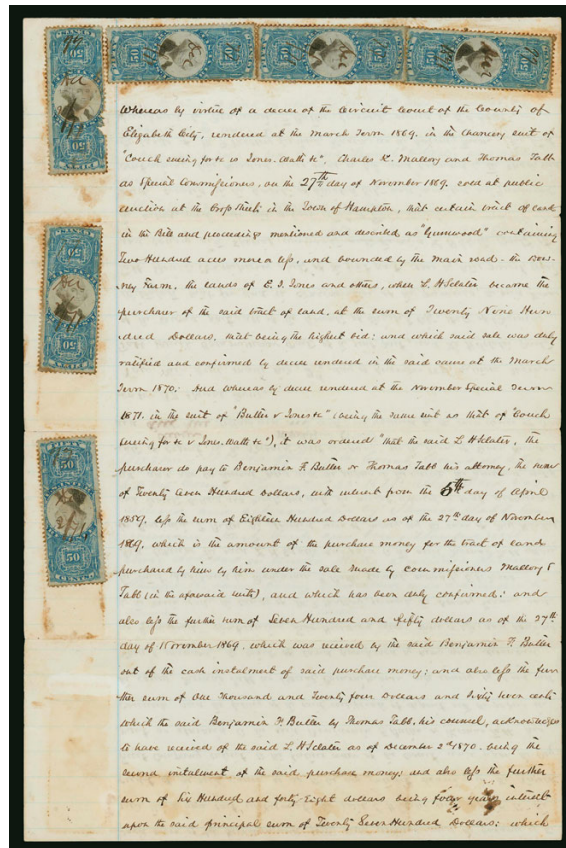 Whereas by virtue of a decree of the Circuit Court of the County of
Elizabeth City, rendered at the March Term 1869. in the Chancery suit of
"Couch suing for &c vs Jones. Watts &c", Charles K. Mallory and Thomas Tabb
as Special Commissioners, on the 27th day of November 1869. sold at public
auction at the Cross Streets in the Town of Hampton, that certain tract of land
in the Bill and proceedings mentioned and described as "Gumwood" containing
Two Hundred acres more or less, and bounded by the main road. the
Farm. the lands of C. S. Jones and others, when L. H Sclater became the
purchaser of the said tract of land, at the sum of Twenty None Hun
dred Dollars, that being the highest bid: and which said sale was duly
ratified and confirmed by decree rendered in the said cause at the March
Term 1870: And whereas by decree rendered at the November Special Term
1871. in the suit of "Butler v Jones &c" (being the same suit as that of "Couch
suing for &c v Jones. Watts &c"), it was ordered "that the said L H Sclater, the
purchaser do pay to Benjamin F. Butler or Thomas Tabb his attorney, the sum
of Twenty Seven Hundred Dollars, with interest from the 5th day of April
1859. less the sum of Eighteen Hundred Dollars as of the 27th day of November
1869, which is the amount of the purchase money for the tract of land
purchased by him by him under the sale made by commissioners Mallory &
Tabb (in the aforesaid suits), and which has been duly confirmed: and
also less the further sum of Seven Hundred and fifty dollars as of the 27th
day of November 1869. which was received by the said Benjamin F. Butler
out of the cash instalment of said purchase money: and also less the fur
ther sum of One Thousand and Twenty four Dollars and Sixty seven cents
which the said Benjamin F. Butler by Thomas Tabb. his counsel, acknowledges
to have received of the said L. H Sclater as of December 2nd 1870. being the
second instalment of the said purchase money: and also less the further
sum of Six Hundred and forty Eight dollars being four years interest
upon the said principal sum of Twenty Seven Hundred Dollars: which